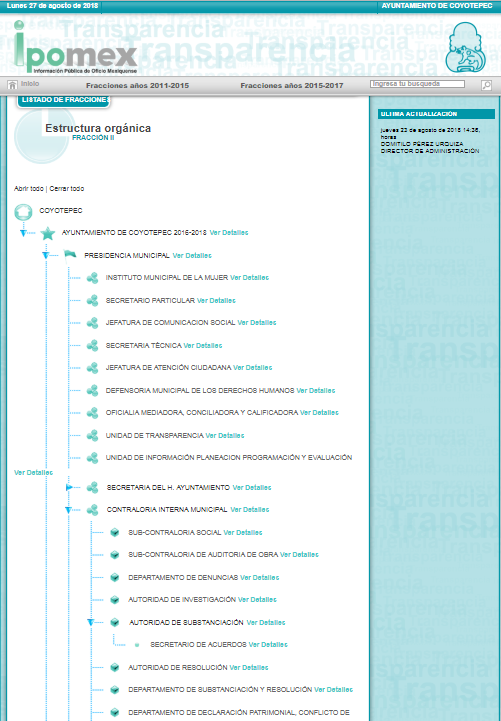 Lunes 27 de agosto de 2018
AYUNTAMIENTO DE COYOTEPEC
ipomex
Información Pública de Oficio Mexiquense
Transparencia
Inicio
Fracciones años 2011-2015
Fracciones años 2015-2017
Ingresa tu busqueda
LISTADO DE FRACCIONES
Estructura orgánica
FRACCIÓN II
ULTIMA ACTUALIZACIÓN
jueves 23 de agosto de 2018 14:36,
horas
DOMITILO PÉREZ URQUIZA
DIRECTOR DE ADMINISTRACIÓN
Abrir todo | Cerrar todo
COYOTEPEC
AYUNTAMIENTO DE COYOTEPEC 2016-2018 Ver Detalles
PRESIDENCIA MUNICIPAL Ver Detalles
INSTITUTO MUNICIPAL DE LA MUJER Ver Detalles
SECRETARIO PARTICULAR Ver Detalles
JEFATURA DE COMUNICACION SOCIAL Ver Detalles
SECRETARIA TÈCNICA Ver Detalles
JEFATURA DE ATENCIÓN CIUDADANA Ver Detalles
DEFENSORIA MUNICIPAL DE LOS DERECHOS HUMANOS Ver Detalles
OFICIALIA MEDIADORA, CONCILIADORA Y CALIFICADORA Ver Detalles
UNIDAD DE TRANSPARENCIA Ver Detalles
UNIDAD DE INFORMACIÓN PLANEACION PROGRAMACIÓN Y EVALUACIÓN
Ver Detalles
SECRETARIA DEL H. AYUNTAMIENTO Ver Detalles
CONTRALORIA INTERNA MUNICIPAL Ver Detalles
SUB-CONTRALORIA SOCIAL Ver Detalles
SUB-CONTRALORIA DE AUDITORIA DE OBRA Ver Detalles
DEPARTAMENTO DE DENUNCIAS Ver Detalles
AUTORIDAD DE INVESTIGACIÓN Ver Detalles
AUTORIDAD DE SUBSTANCIACIÓN Ver Detalles
SECRETARIO DE ACUERDOS Ver Detalles
AUTORIDAD DE RESOLUCIÓN Ver Detalles
DEPARTAMENTO DE SUBSTANCIACIÓN Y RESOLUCIÓN Ver Detalles
DEPARTAMENTO DE DECLARACIÓN PATRIMONIAL, CONFLICTO DE